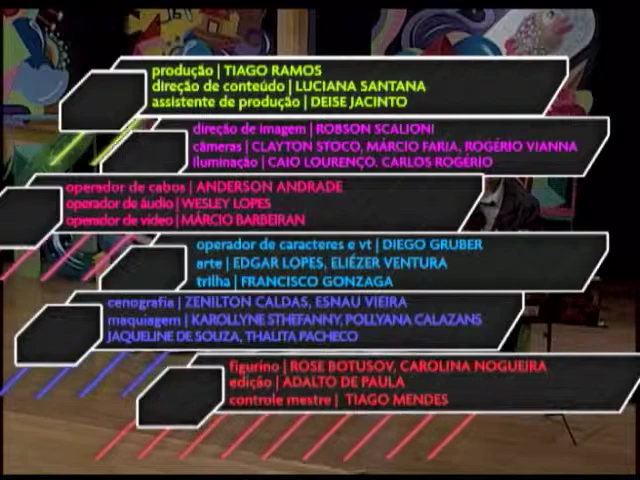 produção | TIAGO RAMOS
direção de conteúdo | LUCIANA SANTANA
assistente de produção | DEISE JACINTO
direção de imagem | ROBSON SCALIONI
câmeras | CLAYTON STOCO, MÁRCIO FARIA, ROGÉRIO VIANNA
iluminação | CAIO LOURENÇO, CARLOS ROGÉRIO
operador de cabos | ANDERSON ANDRADE
operador de áudio | WESLEY LOPES
operador de vídeo | MÁRCIO BARBEIRAN
operador de caracteres e vt | DIEGO GRUBER
arte | EDGAR LOPES, ELIÉZER VENTURA
trilha | FRANCISCO GONZAGA
cenografia | ZENILTON CALDAS, ESNAU VIEIRA
maquiagem | KAROLLYNE STHEFANNY, POLLYANA CALAZANS
JAQUELINE DE SOUZA, THALITA PACHECO
figurino | ROSE BOTUSOV, CAROLINA NOGUEIRA
edição | ADALTO DE PAULA
controle mestre | TIAGO MENDES